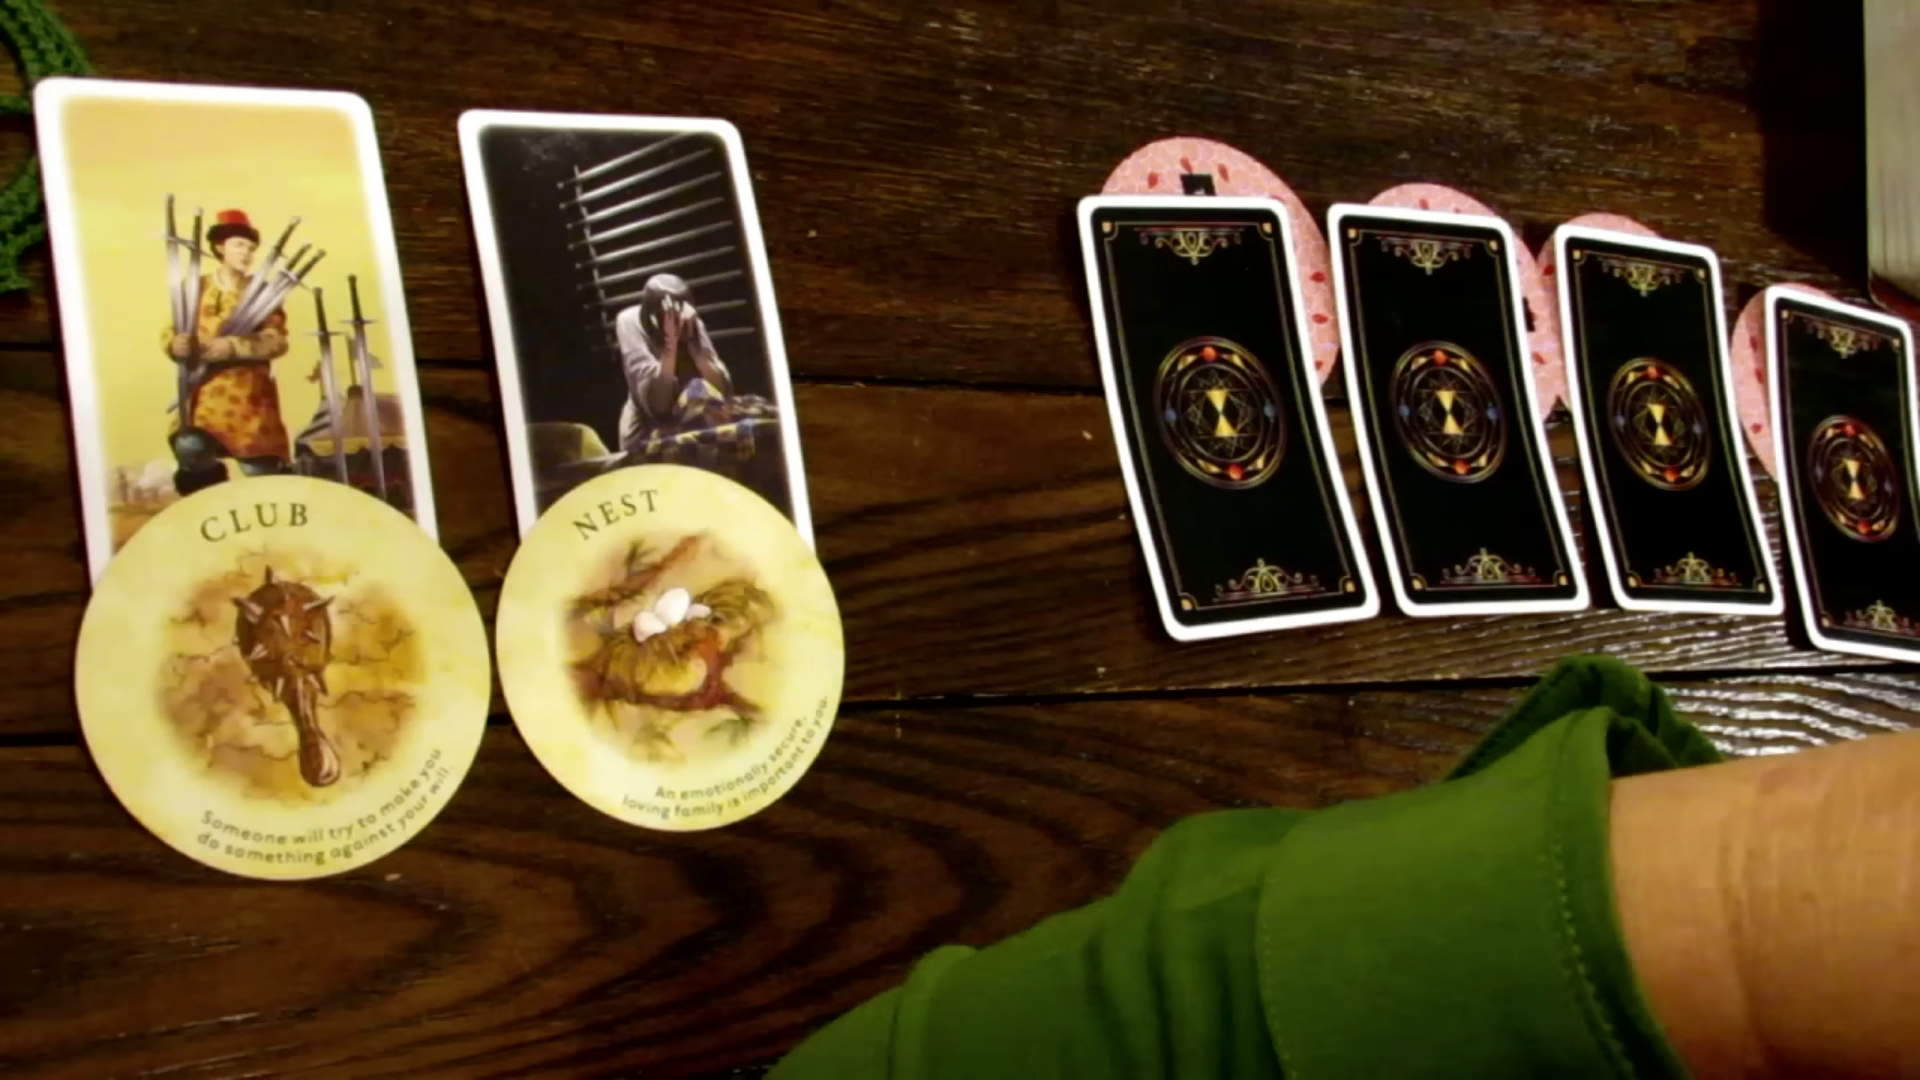 CLUB
Someone will try to make you
do something against your will.
NEST
An emotionally secure,
loving family is important to you.